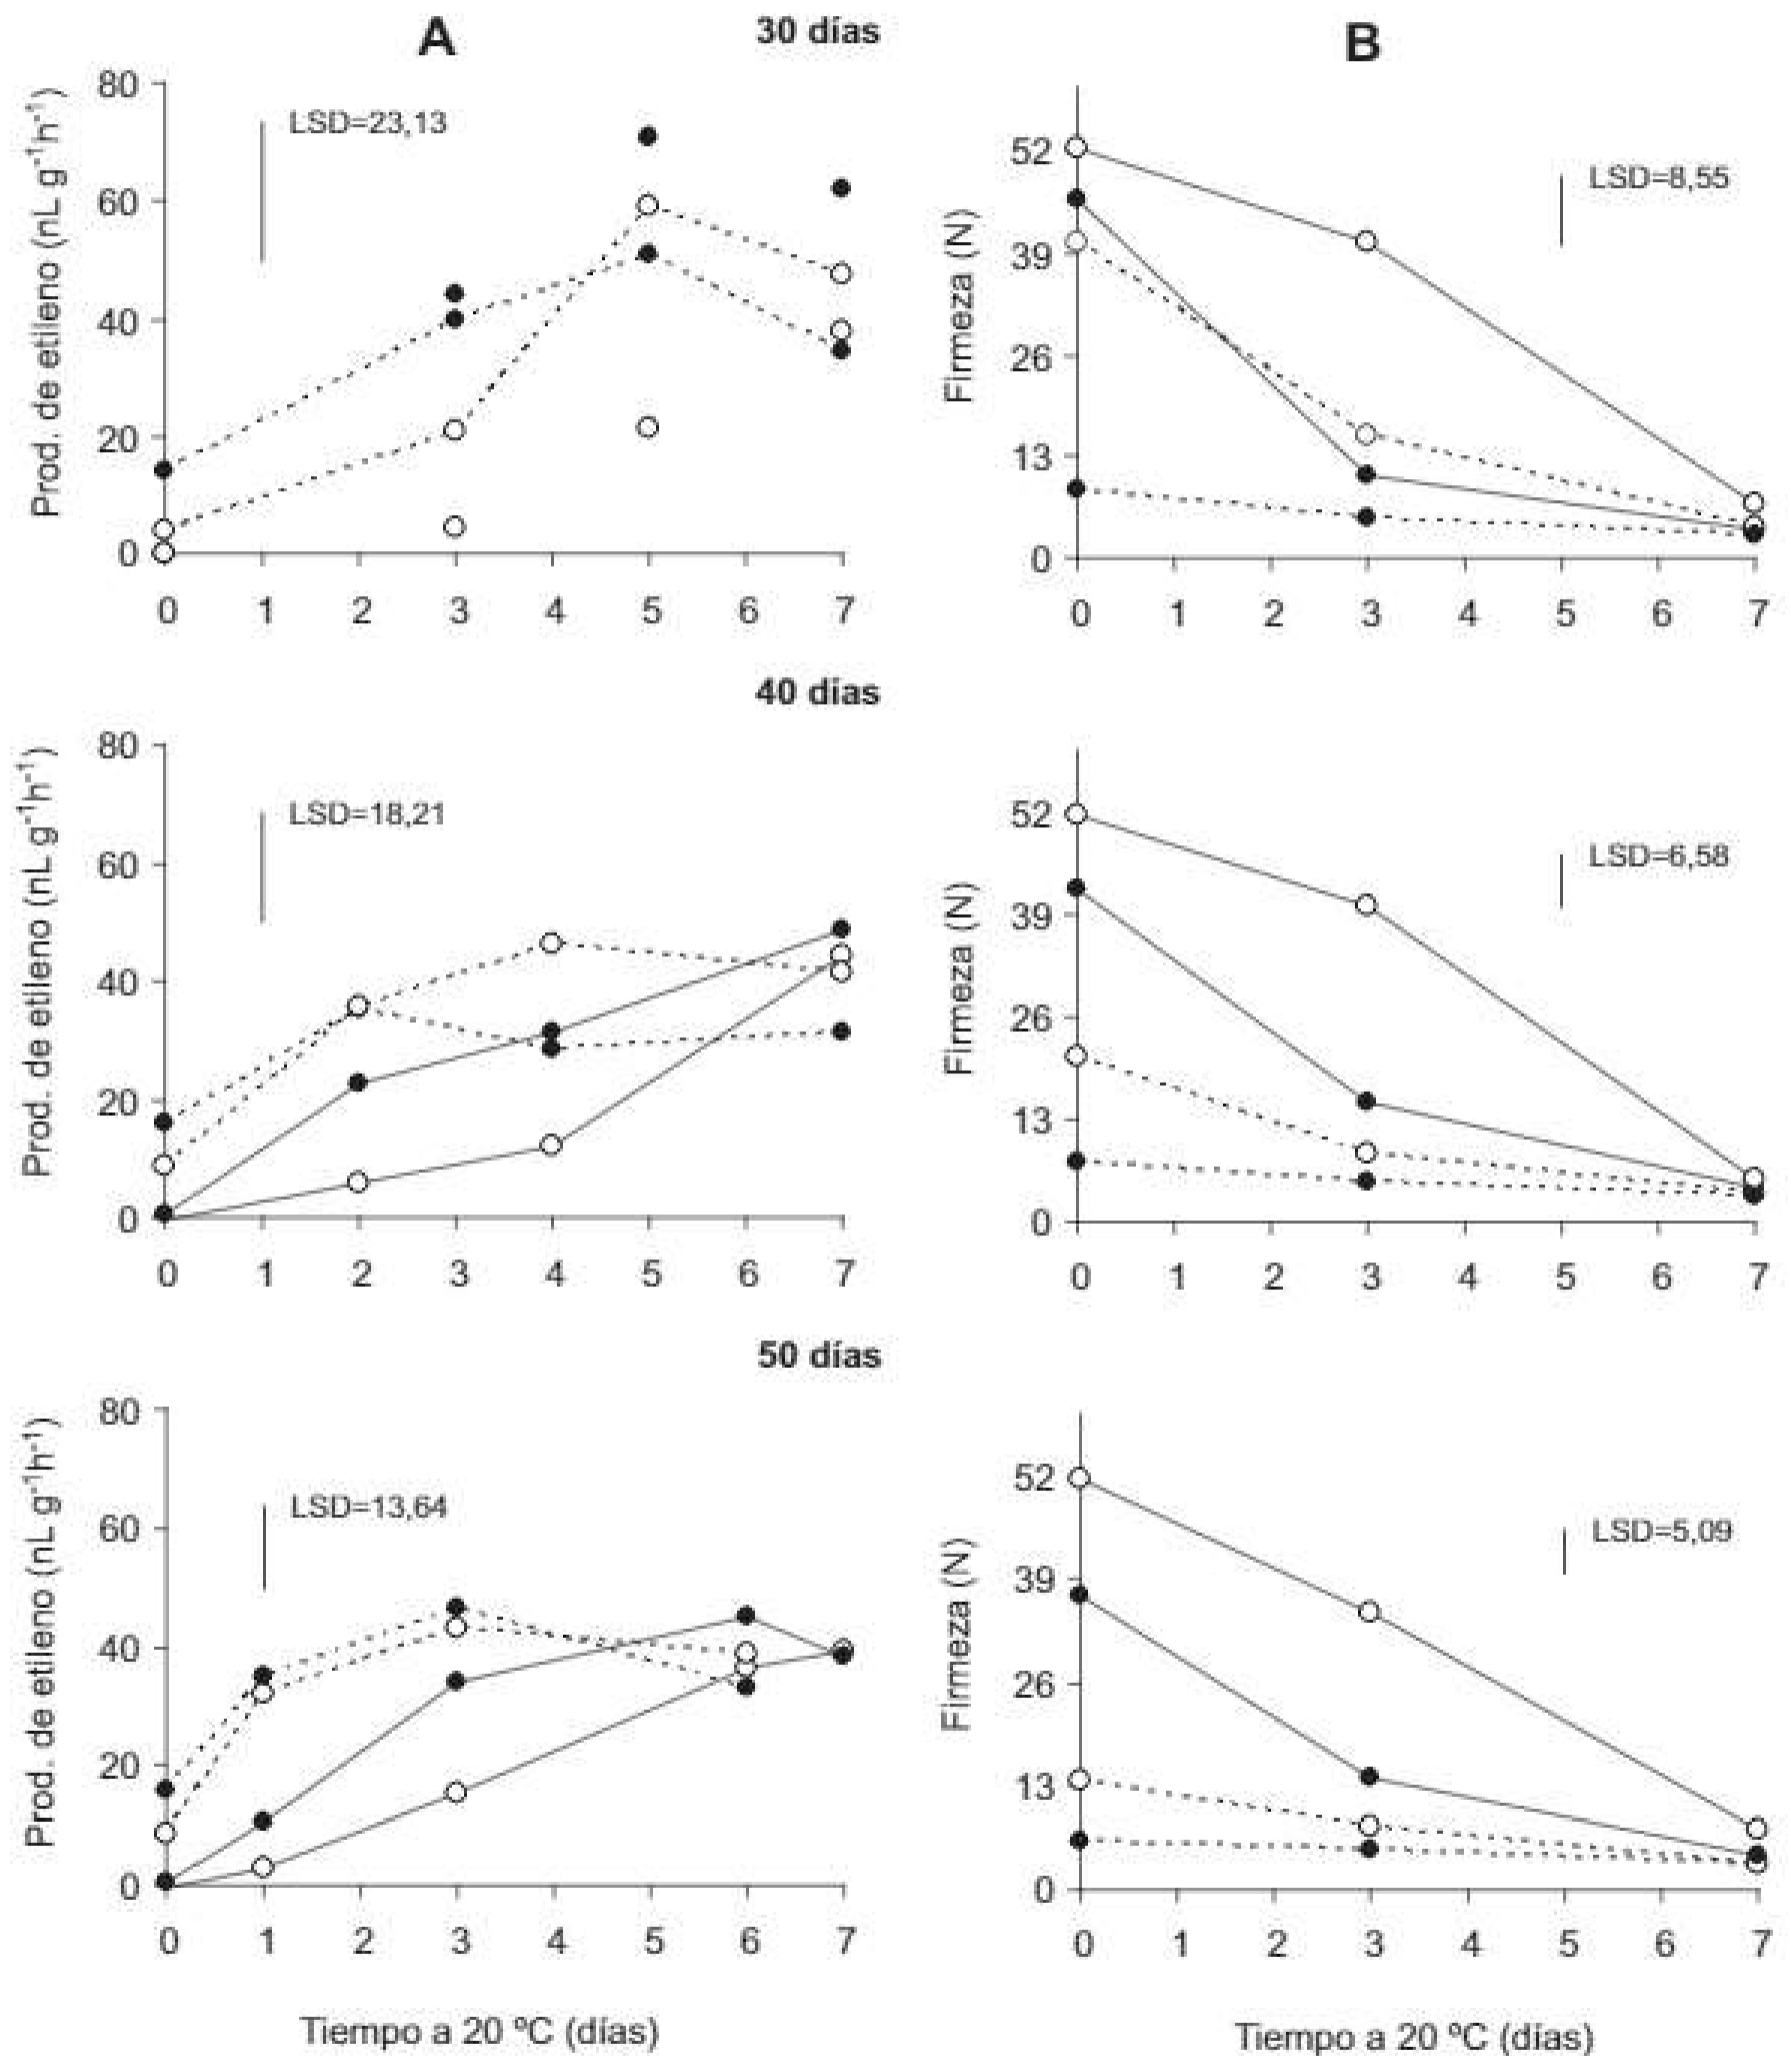 A
30 días
B
Prod. de etileno (nL g⁻¹h⁻¹)
80
60
40
20
0
LSD=23,13
0 1 2 3 4 5 6 7
Firmeza (N)
52
39
26
13
0
LSD=8,55
0 1 2 3 4 5 6 7
40 días
Prod. de etileno (nL g⁻¹h⁻¹)
80
60
40
20
0
LSD=18,21
0 1 2 3 4 5 6 7
Firmeza (N)
52
39
26
13
0
LSD=6,58
0 1 2 3 4 5 6 7
50 días
Prod. de etileno (nL g⁻¹h⁻¹)
80
60
40
20
0
LSD=13,64
0 1 2 3 4 5 6 7
Tiempo a 20 ºC (días)
Firmeza (N)
52
39
26
13
0
LSD=5,09
0 1 2 3 4 5 6 7
Tiempo a 20 ºC (días)